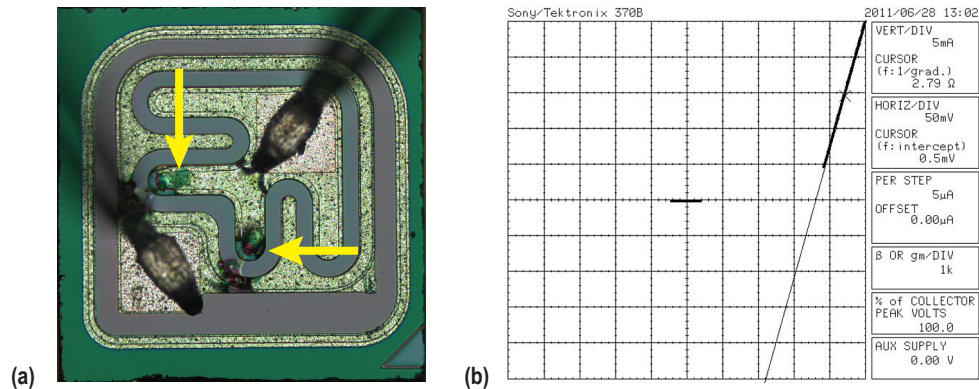 Sony/Tektronix 370B
2011/06/28 13:02
VERT/DIV
5mA
CURSOR
(f:1/grad.)
2.79 Ω
HORIZ/DIV
50mV
CURSOR
(f:intercept)
0.5mV
PER STEP
5µA
OFFSET
0.00µA
β OR gm/DIV
1k
% of COLLECTOR
PEAK VOLTS
100.0
AUX SUPPLY
0.00 V
(a)
(b)